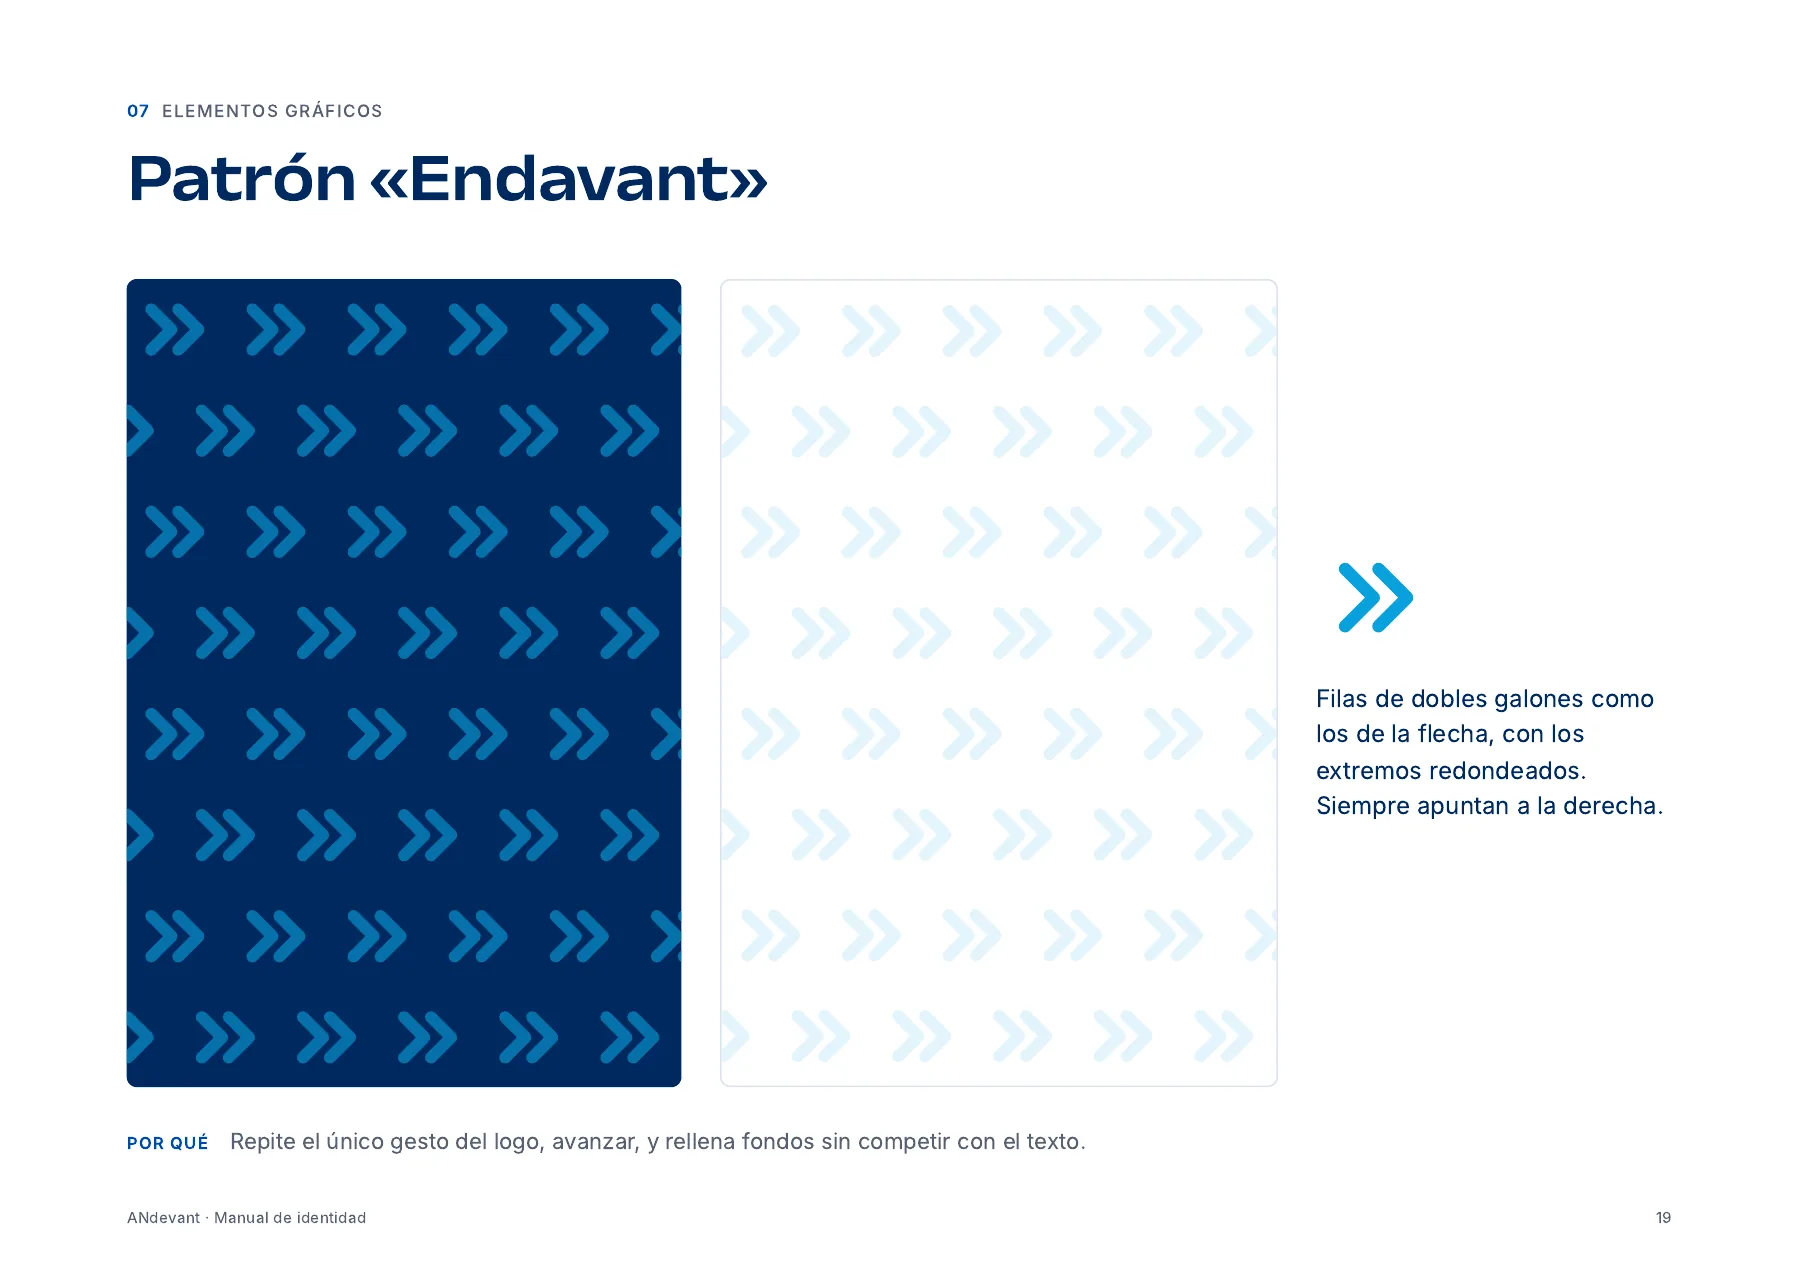 07 ELEMENTOS GRÁFICOS
Patrón «Endavant»
Filas de dobles galones como
los de la flecha, con los
extremos redondeados.
Siempre apuntan a la derecha.
POR QUÉ Repite el único gesto del logo, avanzar, y rellena fondos sin competir con el texto.
ANdevant · Manual de identidad
19